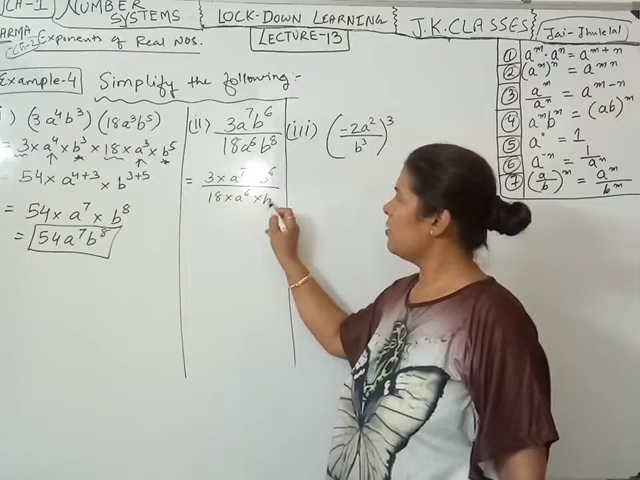 CH-1 NUMBER SYSTEMS
LOCK-DOWN LEARNING
J.K. CLASSES
Jai-Jhulelal
ARMA
Exponents of Real Nos.
LECTURE-13
Example-4 Simplify the following :-
i) (3a⁴b³) (18a³b⁵)
= 3 × a⁴ × b³ × 18 × a³ × b⁵
= 54 × a⁴⁺³ × b³⁺⁵
= 54 × a⁷ × b⁸
= 54a⁷b⁸
(ii) 3a⁷b⁶ / 18a⁶b⁸
= 3 × a⁷ b⁶ / 18 × a⁶ × b
(iii) (-2a² / b³)³
① aᵐ · aⁿ = aᵐ⁺ⁿ
② (aᵐ)ⁿ = aᵐⁿ
③ aᵐ / aⁿ = aᵐ⁻ⁿ
④ aᵐbᵐ = (ab)ᵐ
⑤ a⁰ = 1
⑥ a⁻ⁿ = 1 / aⁿ
⑦ (a/b)ᵐ = aᵐ / bᵐ